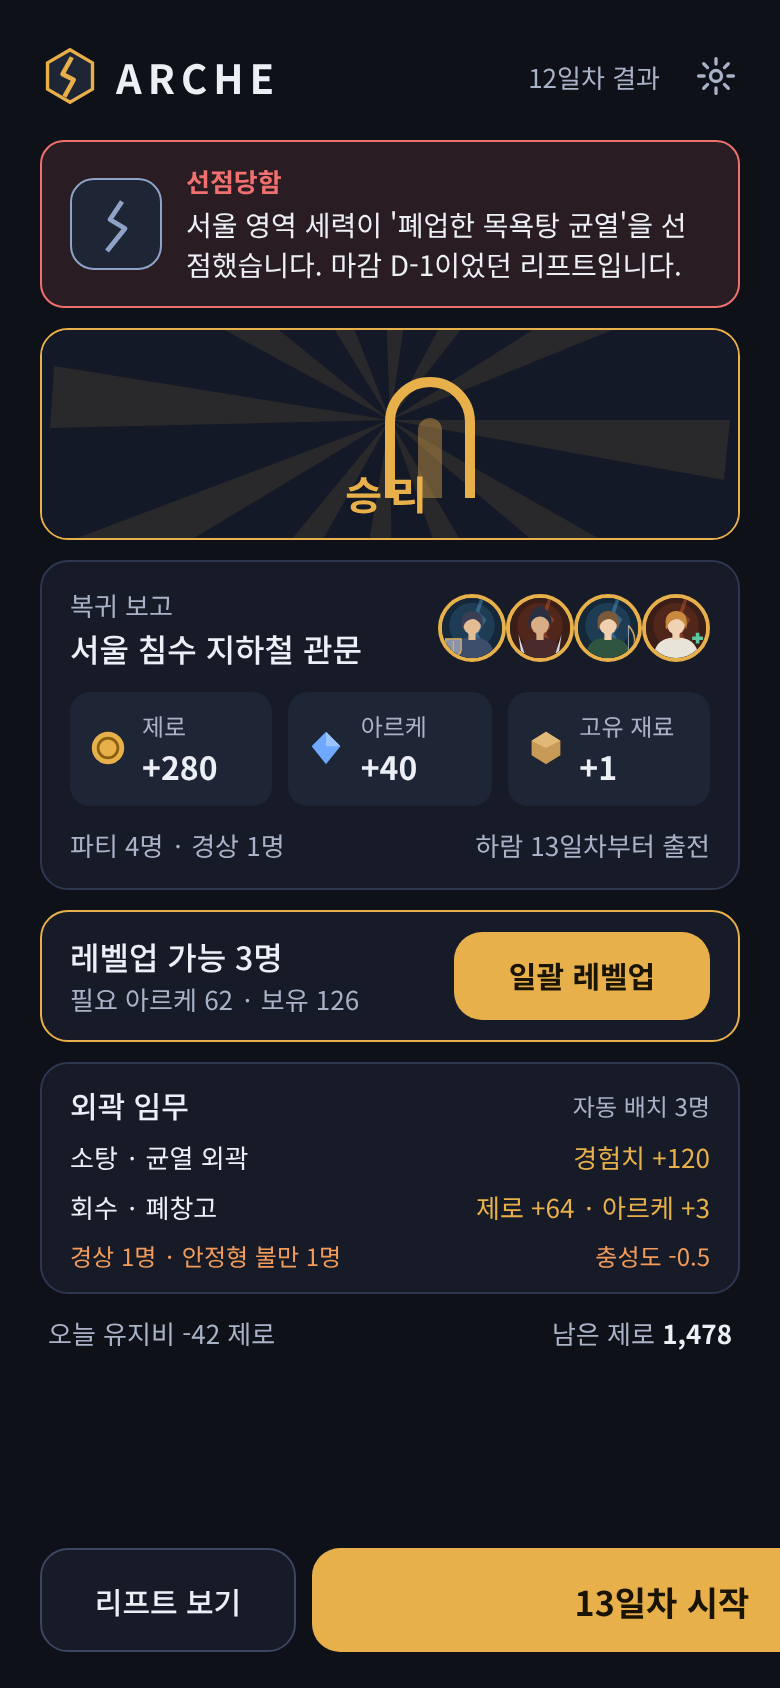 ARCHE
12일차 결과
선점당함
서울 영역 세력이 '폐업한 목욕탕 균열'을 선
점했습니다. 마감 D-1이었던 리프트입니다.
승리
복귀 보고
서울 침수 지하철 관문
제로
+280
아르케
+40
고유 재료
+1
파티 4명 · 경상 1명
하람 13일차부터 출전
레벨업 가능 3명
필요 아르케 62 · 보유 126
일괄 레벨업
외곽 임무
자동 배치 3명
소탕 · 균열 외곽
경험치 +120
회수 · 폐창고
제로 +64 · 아르케 +3
경상 1명 · 안정형 불만 1명
충성도 -0.5
오늘 유지비 -42 제로
남은 제로 1,478
리프트 보기
13일차 시작